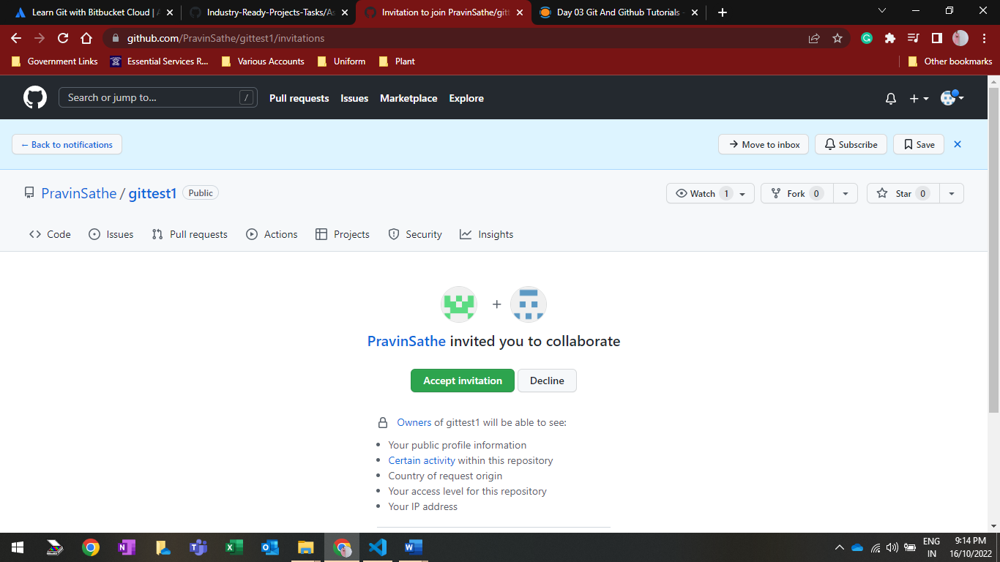 Learn Git with Bitbucket Cloud | A
Industry-Ready-Projects-Tasks/As
Invitation to join PravinSathe/gitt
Day 03 Git And Github Tutorials -
github.com/PravinSathe/gittest1/invitations
Government Links
Essential Services R...
Various Accounts
Uniform
Plant
Other bookmarks
Search or jump to...
/
Pull requests
Issues
Marketplace
Explore
← Back to notifications
→ Move to inbox
Subscribe
Save
PravinSathe / gittest1
Public
Watch 1
Fork 0
Star 0
Code
Issues
Pull requests
Actions
Projects
Security
Insights
PravinSathe invited you to collaborate
Accept invitation
Decline
Owners of gittest1 will be able to see:
• Your public profile information
• Certain activity within this repository
• Country of request origin
• Your access level for this repository
• Your IP address
ENG
IN
9:14 PM
16/10/2022